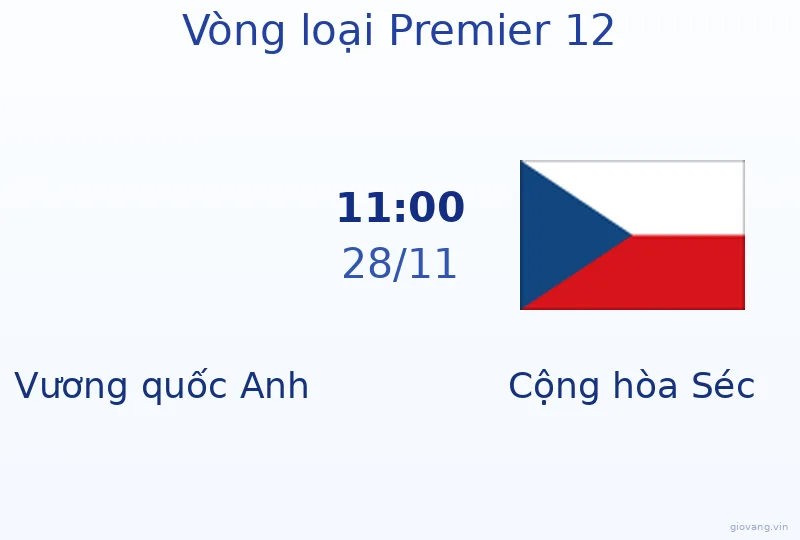 Vòng loại Premier 12
11:00
28/11
Vương quốc Anh
Cộng hòa Séc
giovang.vin